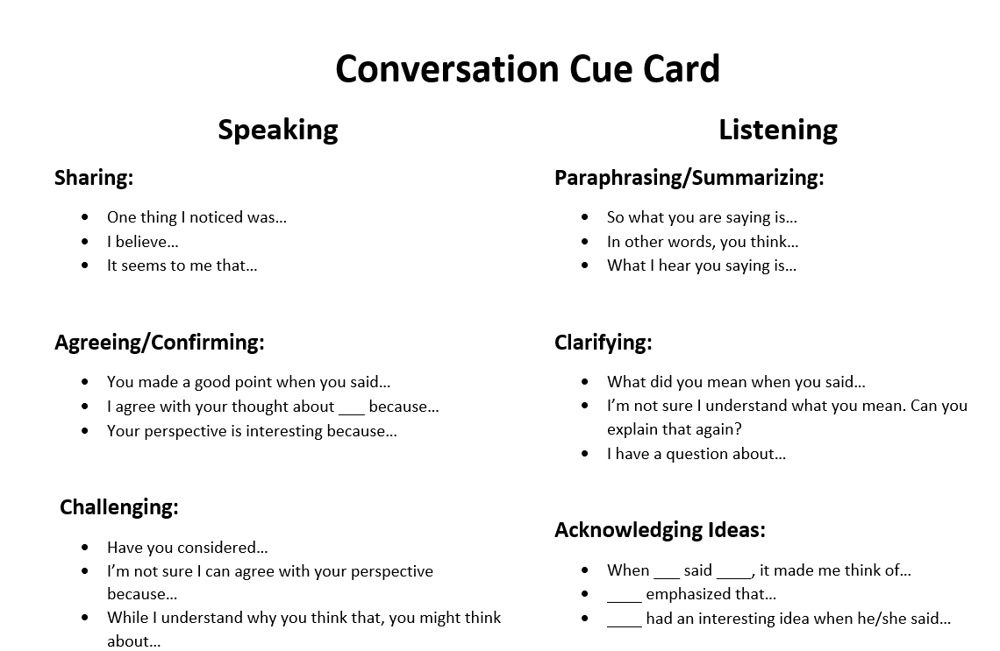 Conversation Cue Card
Speaking
Sharing:
• One thing I noticed was...
• I believe...
• It seems to me that...
Agreeing/Confirming:
• You made a good point when you said...
• I agree with your thought about ___ because...
• Your perspective is interesting because...
Challenging:
• Have you considered...
• I’m not sure I can agree with your perspective
because...
• While I understand why you think that, you might think
about...
Listening
Paraphrasing/Summarizing:
• So what you are saying is...
• In other words, you think...
• What I hear you saying is...
Clarifying:
• What did you mean when you said...
• I’m not sure I understand what you mean. Can you
explain that again?
• I have a question about...
Acknowledging Ideas:
• When ___ said ____, it made me think of...
• ____ emphasized that...
• ____ had an interesting idea when he/she said...